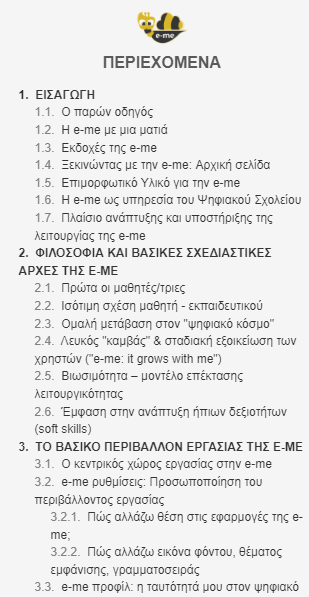 e-me
ΠΕΡΙΕΧΟΜΕΝΑ
1. ΕΙΣΑΓΩΓΗ
1.1. Ο παρών οδηγός
1.2. Η e-me με μια ματιά
1.3. Εκδοχές της e-me
1.4. Ξεκινώντας με την e-me: Αρχική σελίδα
1.5. Επιμορφωτικό Υλικό για την e-me
1.6. Η e-me ως υπηρεσία του Ψηφιακού Σχολείου
1.7. Πλαίσιο ανάπτυξης και υποστήριξης της
λειτουργίας της e-me
2. ΦΙΛΟΣΟΦΙΑ ΚΑΙ ΒΑΣΙΚΕΣ ΣΧΕΔΙΑΣΤΙΚΕΣ
ΑΡΧΕΣ ΤΗΣ E-ME
2.1. Πρώτα οι μαθητές/τριες
2.2. Ισότιμη σχέση μαθητή - εκπαιδευτικού
2.3. Ομαλή μετάβαση στον "ψηφιακό κόσμο"
2.4. Λευκός "καμβάς" & σταδιακή εξοικείωση των
χρηστών ("e-me: it grows with me")
2.5. Βιωσιμότητα – μοντέλο επέκτασης
λειτουργικότητας
2.6. Έμφαση στην ανάπτυξη ήπιων δεξιοτήτων
(soft skills)
3. ΤΟ ΒΑΣΙΚΟ ΠΕΡΙΒΑΛΛΟΝ ΕΡΓΑΣΙΑΣ ΤΗΣ E-ME
3.1. Ο κεντρικός χώρος εργασίας στην e-me
3.2. e-me ρυθμίσεις: Προσωποποίηση του
περιβάλλοντος εργασίας
3.2.1. Πώς αλλάζω θέση στις εφαρμογές της e-
me;
3.2.2. Πώς αλλάζω εικόνα φόντου, θέματος
εμφάνισης, γραμματοσειράς
3.3. e-me προφίλ: η ταυτότητά μου στον ψηφιακό